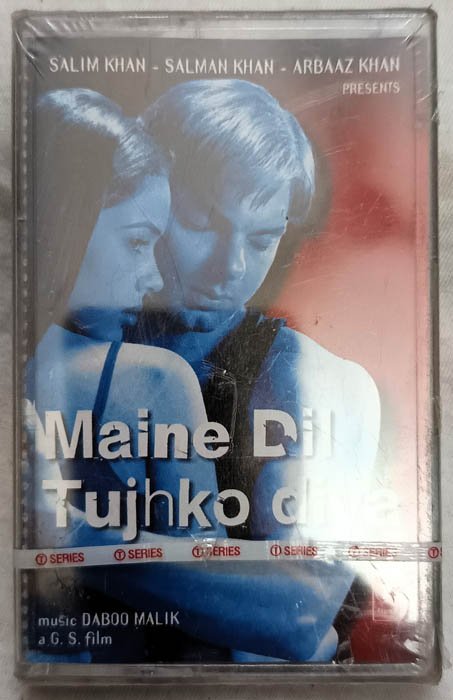 SALIM KHAN - SALMAN KHAN - ARBAAZ KHAN
PRESENTS
Maine Dil
Tujhko diya
T SERIES T SERIES T SERIES T SERIES T SERIES T
music DABOO MALIK
a G. S. film